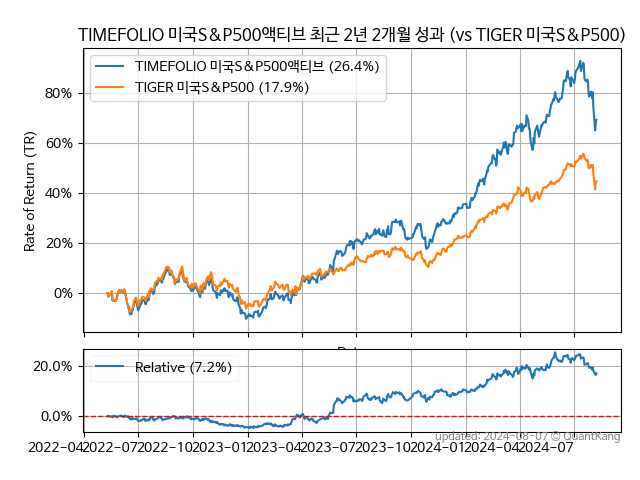 TIMEFOLIO 미국S&P500액티브 최근 2년 2개월 성과 (vs TIGER 미국S&P500)
TIMEFOLIO 미국S&P500액티브 (26.4%)
TIGER 미국S&P500 (17.9%)
Rate of Return (TR)
80%
60%
40%
20%
0%
Relative (7.2%)
20.0%
0.0%
updated: 2024-08-07 © QuantKang
2022-04 2022-07 2022-10 2023-01 2023-04 2023-07 2023-10 2024-01 2024-04 2024-07